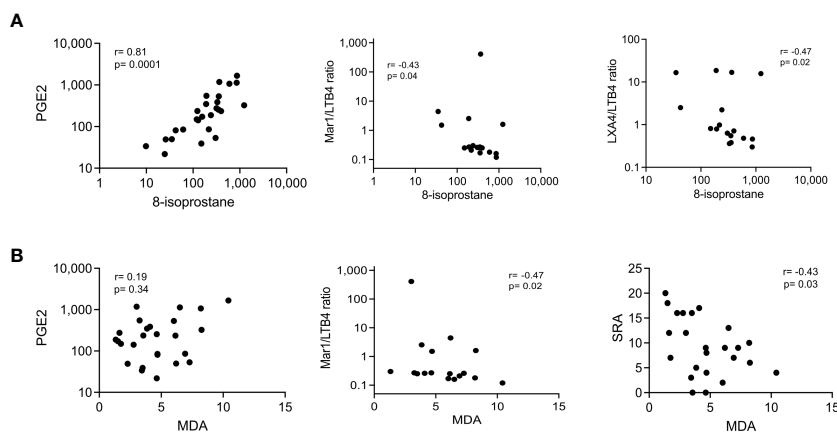 A
10,000
1,000
100
10
PGE2
r= 0.81
p= 0.0001
1
10
100
1,000
10,000
8-isoprostane
1,000
100
10
1
0.1
Mar1/LTB4 ratio
r= -0.43
p= 0.04
1
10
100
1,000
10,000
8-isoprostane
100
10
1
0.1
LXA4/LTB4 ratio
r= -0.47
p= 0.02
10
100
1,000
10,000
8-isoprostane
B
10,000
1,000
100
10
PGE2
r= 0.19
p= 0.34
0
5
10
15
MDA
1,000
100
10
1
0.1
Mar1/LTB4 ratio
r= -0.47
p= 0.02
0
5
10
15
MDA
25
20
15
10
5
0
SRA
r= -0.43
p= 0.03
0
5
10
15
MDA